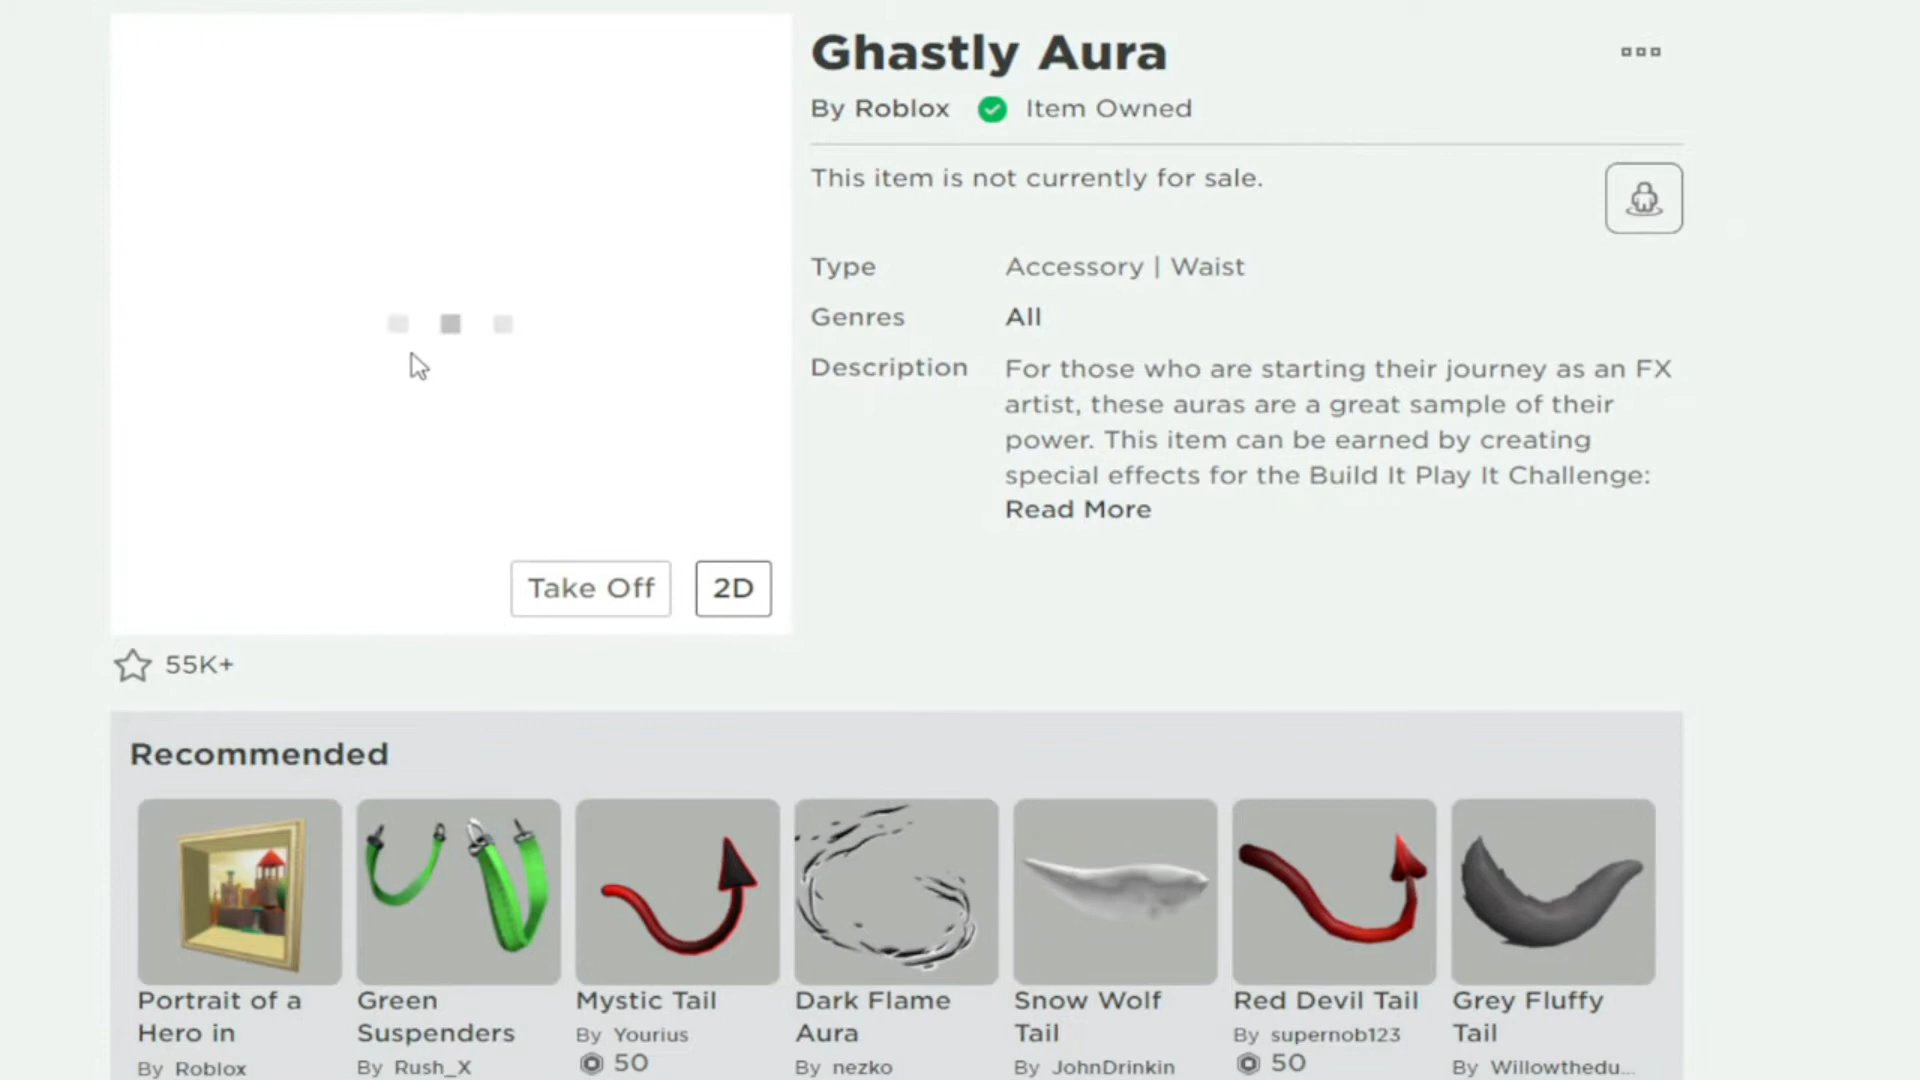 Ghastly Aura
By Roblox Item Owned
This item is not currently for sale.
Type Accessory | Waist
Genres All
Description For those who are starting their journey as an FX
artist, these auras are a great sample of their
power. This item can be earned by creating
special effects for the Build It Play It Challenge:
Read More
Take Off 2D
55K+
Recommended
Portrait of a
Hero in
By Roblox
Green
Suspenders
By Rush_X
Mystic Tail
By Yourius
50
Dark Flame
Aura
By nezko
Snow Wolf
Tail
By JohnDrinkin
Red Devil Tail
By supernob123
50
Grey Fluffy
Tail
By Willowthedu...